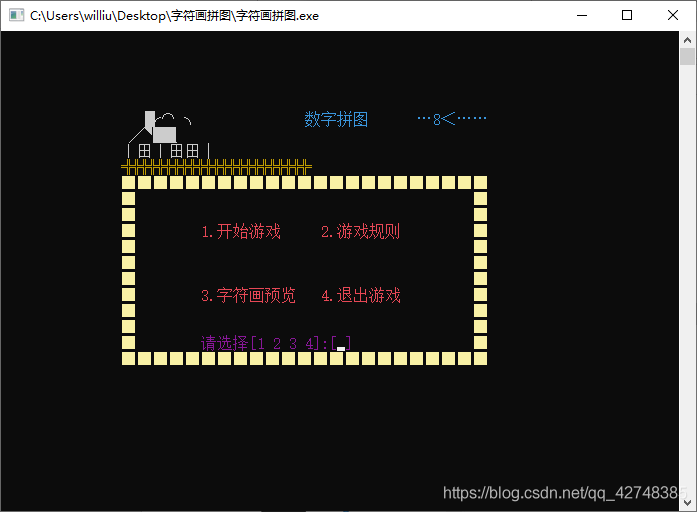 C:\Users\williu\Desktop\字符画拼图\字符画拼图.exe
数字拼图 …8<……
1.开始游戏 2.游戏规则
3.字符画预览 4.退出游戏
请选择[1 2 3 4]:[ ]
https://blog.csdn.net/qq_42748385